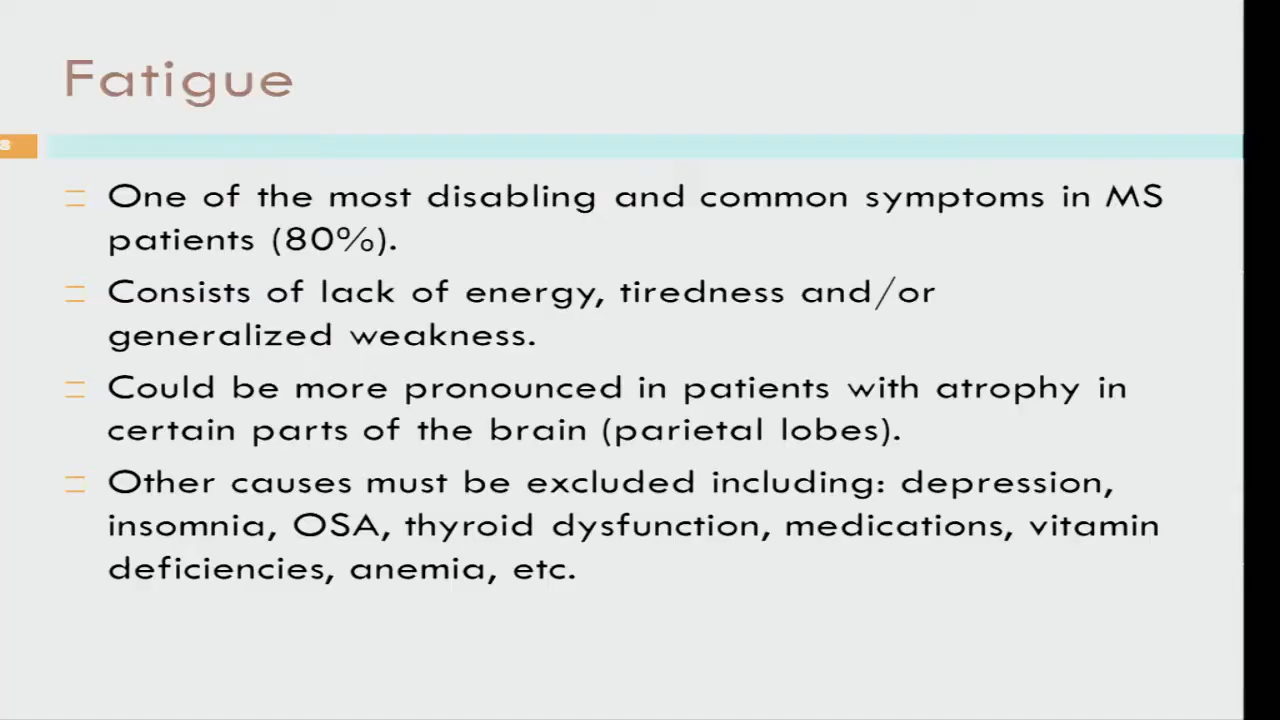 Fatigue
8
One of the most disabling and common symptoms in MS
patients (80%).
Consists of lack of energy, tiredness and/or
generalized weakness.
Could be more pronounced in patients with atrophy in
certain parts of the brain (parietal lobes).
Other causes must be excluded including: depression,
insomnia, OSA, thyroid dysfunction, medications, vitamin
deficiencies, anemia, etc.